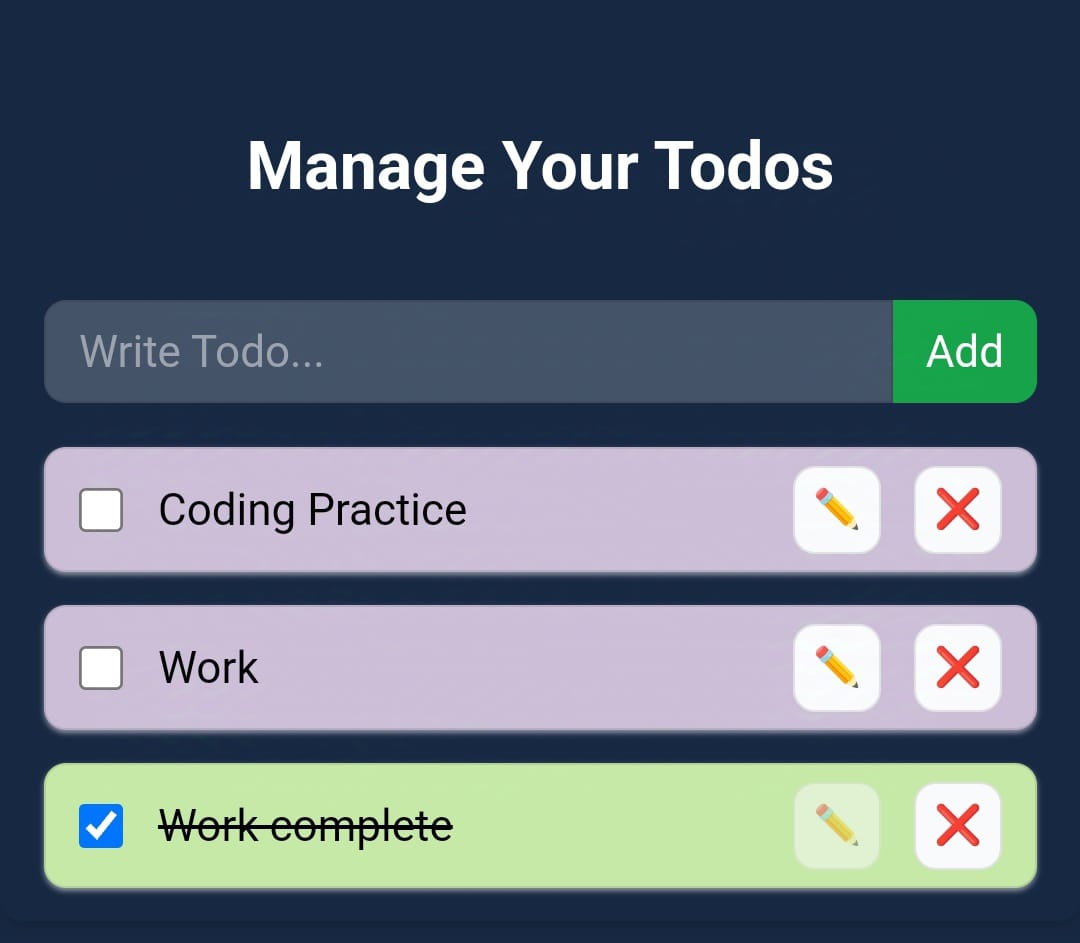 Manage Your Todos
Write Todo...
Add
Coding Practice
Work
Work complete